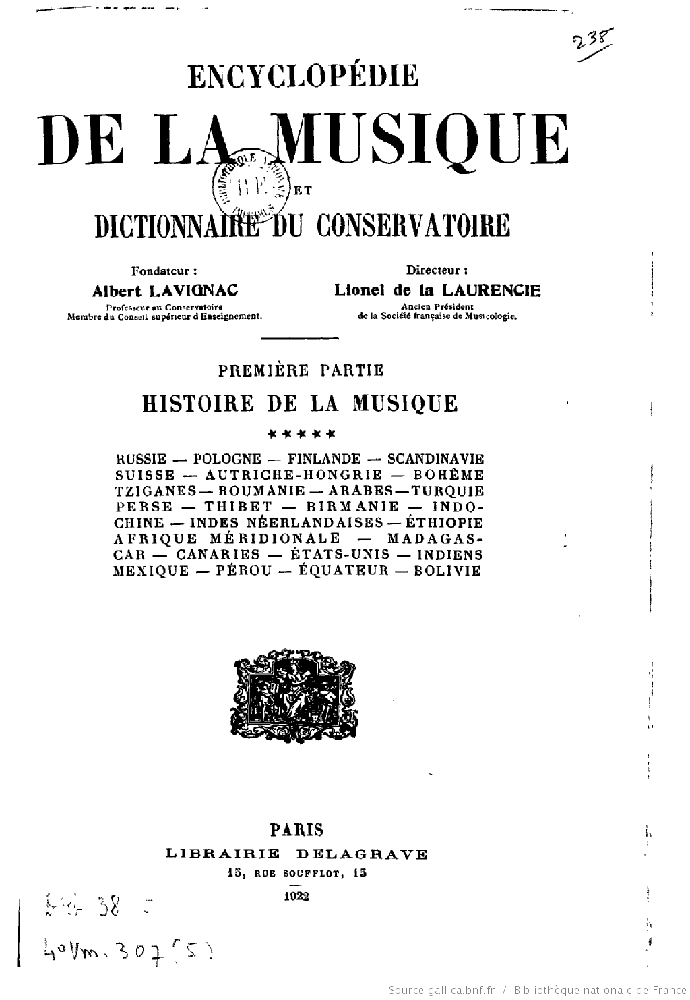 238
ENCYCLOPÉDIE
DE LA MUSIQUE
ET
DICTIONNAIRE DU CONSERVATOIRE
Fondateur :
Albert LAVIGNAC
Professeur au Conservatoire
Membre du Conseil supérieur d Enseignement.
Directeur :
Lionel de la LAURENCIE
Ancien Président
de la Société française de Musicologie.
PREMIÈRE PARTIE
HISTOIRE DE LA MUSIQUE
★ ★ ★ ★ ★
RUSSIE — POLOGNE — FINLANDE — SCANDINAVIE
SUISSE — AUTRICHE-HONGRIE — BOHÊME
TZIGANES — ROUMANIE — ARABES — TURQUIE
PERSE — THIBET — BIRMANIE — INDO-
CHINE — INDES NÉERLANDAISES — ÉTHIOPIE
AFRIQUE MÉRIDIONALE — MADAGAS-
CAR — CANARIES — ÉTATS-UNIS — INDIENS
MEXIQUE — PÉROU — ÉQUATEUR — BOLIVIE
PARIS
LIBRAIRIE DELAGRAVE
15, RUE SOUFFLOT, 15
1922
38
4o Vm. 307 (5)
Source gallica.bnf.fr / Bibliothèque nationale de France